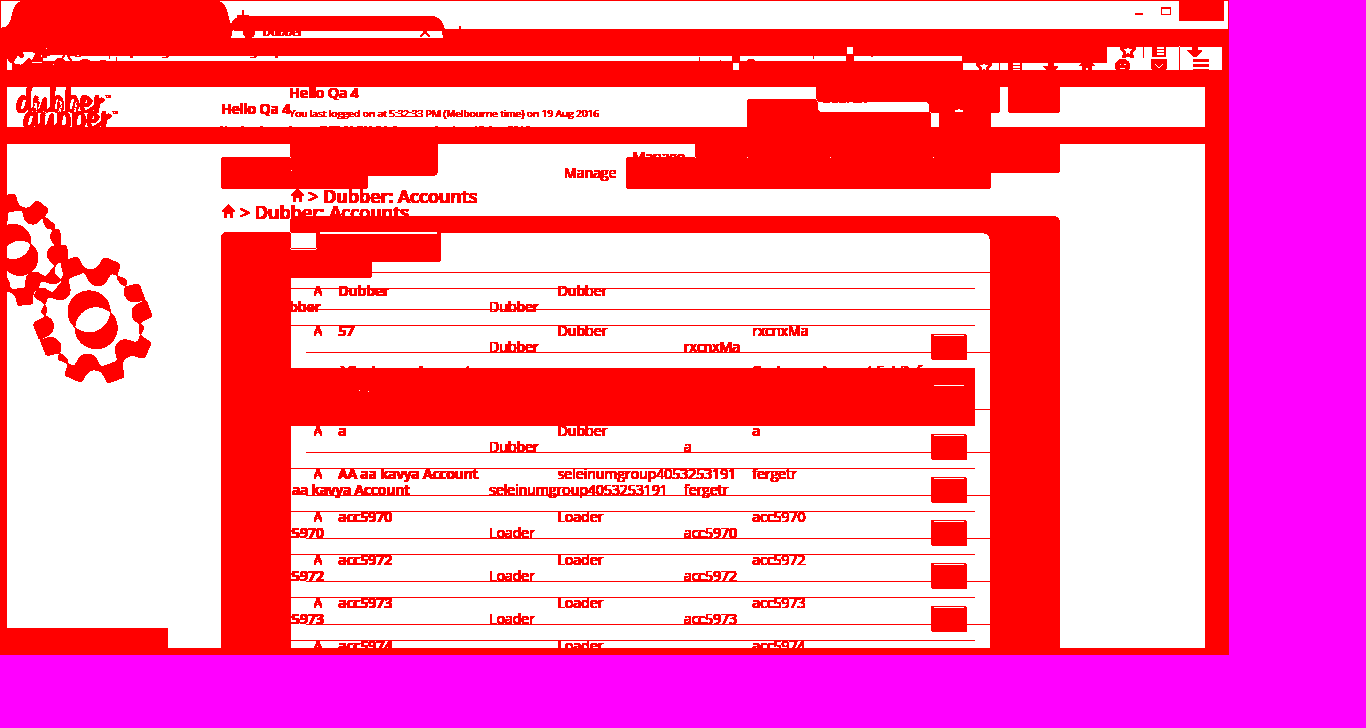 Dubber
dubber™
dubber™
Hello Qa 4
Hello Qa 4
You last logged on at 5:32:33 PM (Melbourne time) on 19 Aug 2016
Manage
Manage
> Dubber: Accounts
> Dubber: Accounts
A Dubber Dubber
bber Dubber
A 57 Dubber rxcnxMa
Dubber rxcnxMa
A a Dubber a
Dubber a
A AA aa kavya Account seleinumgroup4053253191 fergetr
aa kavya Account seleinumgroup4053253191 fergetr
A acc5970 Loader acc5970
5970 Loader acc5970
A acc5972 Loader acc5972
5972 Loader acc5972
A acc5973 Loader acc5973
5973 Loader acc5973
A acc5974 Loader acc5974